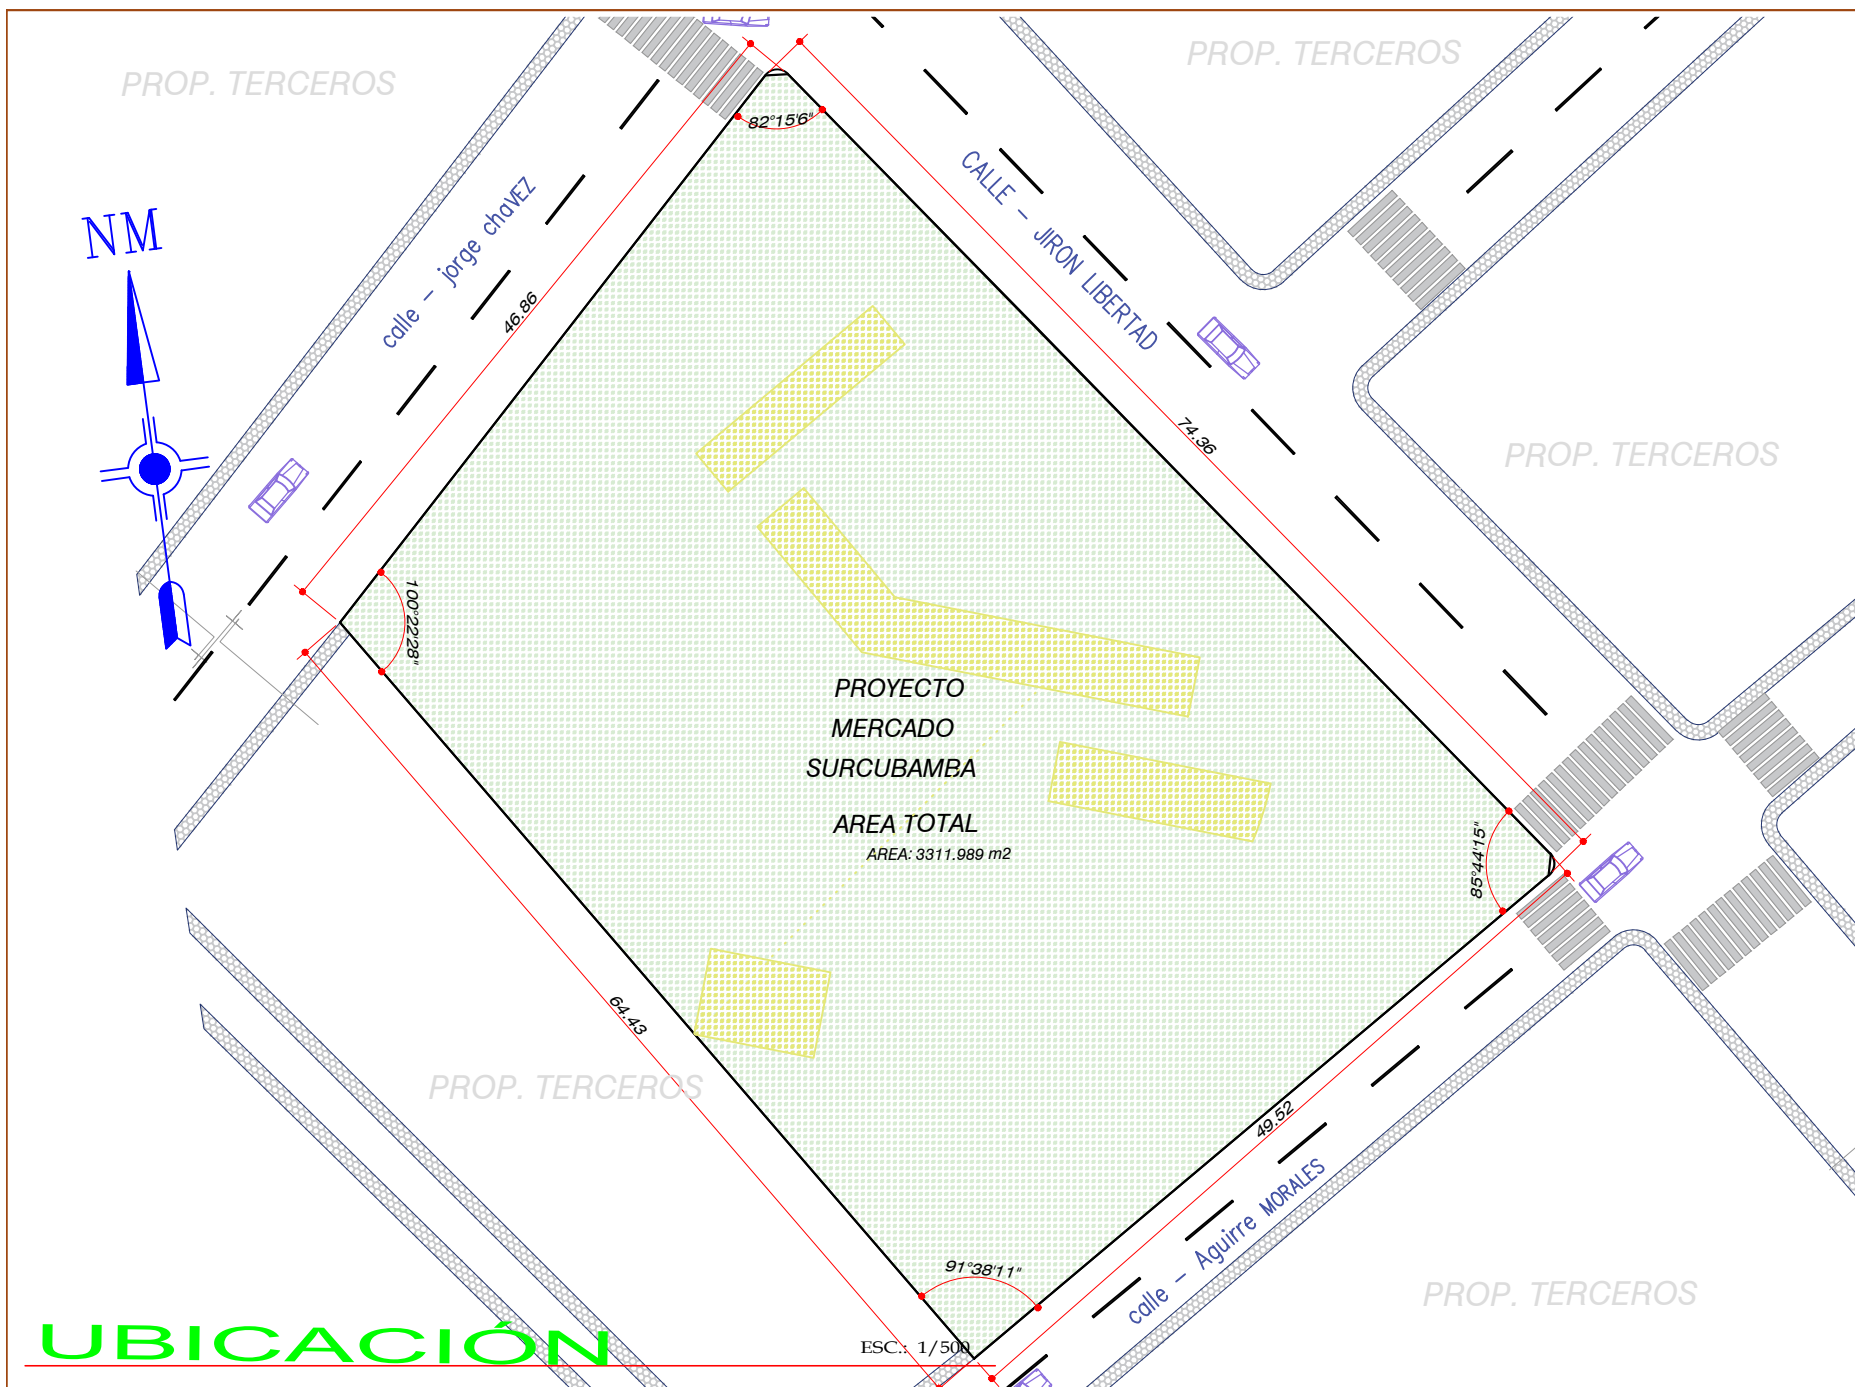 PROP. TERCEROS
PROP. TERCEROS
82°15'6"
CALLE - JIRON LIBERTAD
calle - jorge chaVEZ
NM
46.86
74.36
PROP. TERCEROS
100°22'28"
PROYECTO
MERCADO
SURCUBAMBA
AREA TOTAL
AREA: 3311.989 m2
85°44'15"
64.43
PROP. TERCEROS
49.52
calle - Aguirre MORALES
91°38'11"
PROP. TERCEROS
UBICACIÓN
ESC.: 1/500